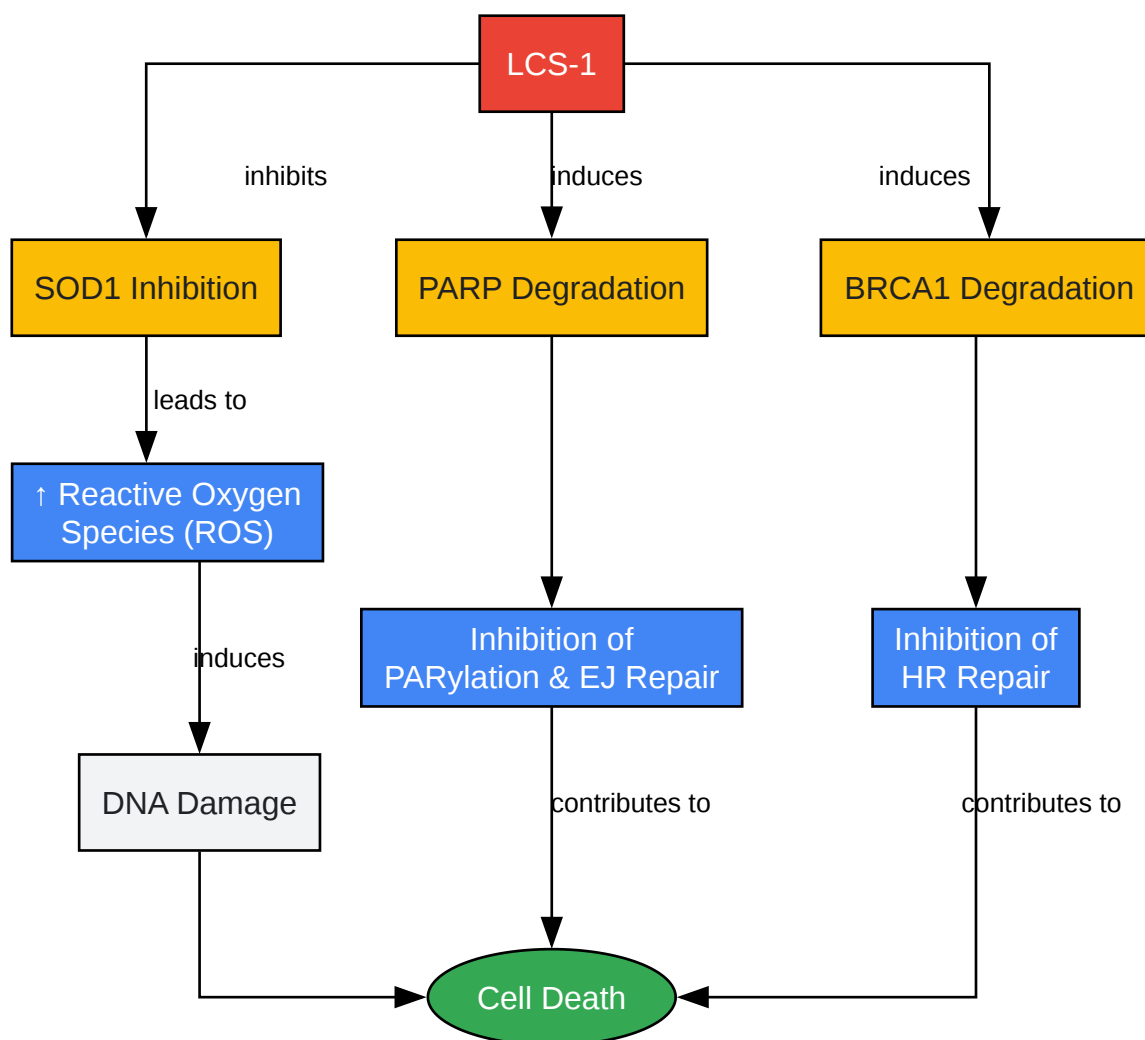 LCS-1
inhibits
induces
induces
SOD1 Inhibition
PARP Degradation
BRCA1 Degradation
leads to
↑ Reactive Oxygen
Species (ROS)
Inhibition of
PARylation & EJ Repair
Inhibition of
HR Repair
induces
DNA Damage
contributes to
contributes to
Cell Death